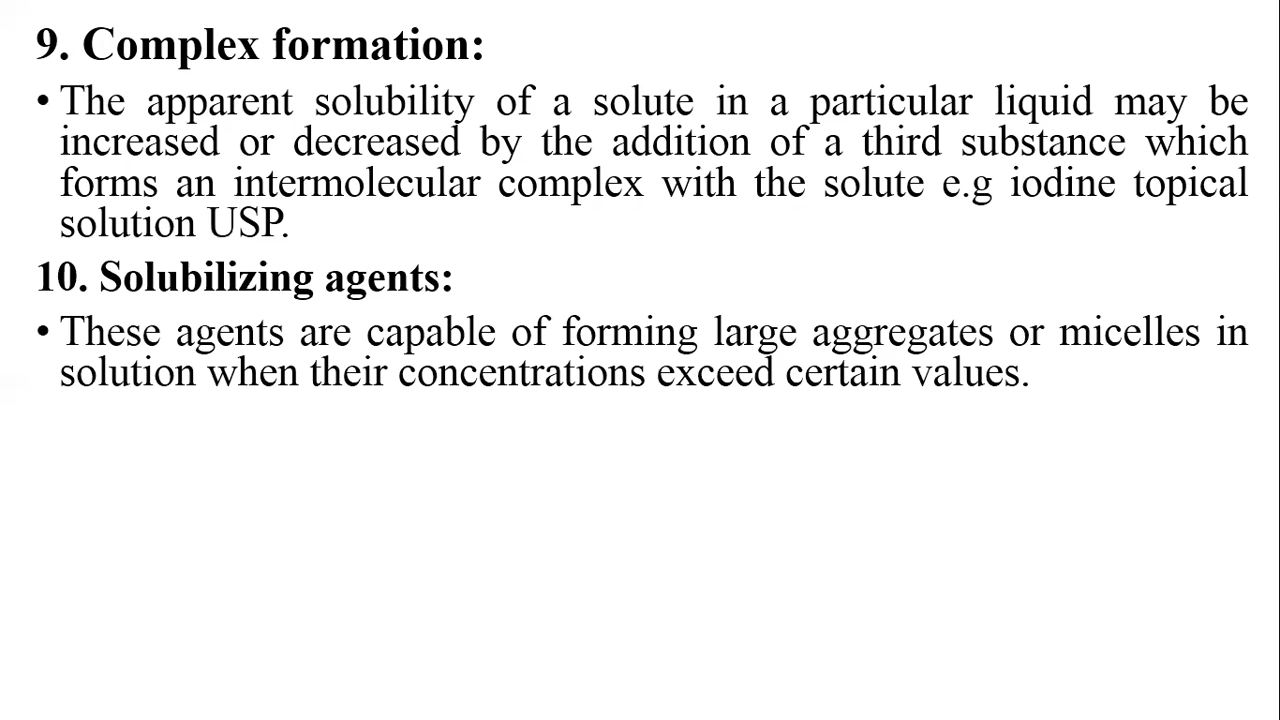 9. Complex formation:
• The apparent solubility of a solute in a particular liquid may be
increased or decreased by the addition of a third substance which
forms an intermolecular complex with the solute e.g iodine topical
solution USP.
10. Solubilizing agents:
• These agents are capable of forming large aggregates or micelles in
solution when their concentrations exceed certain values.